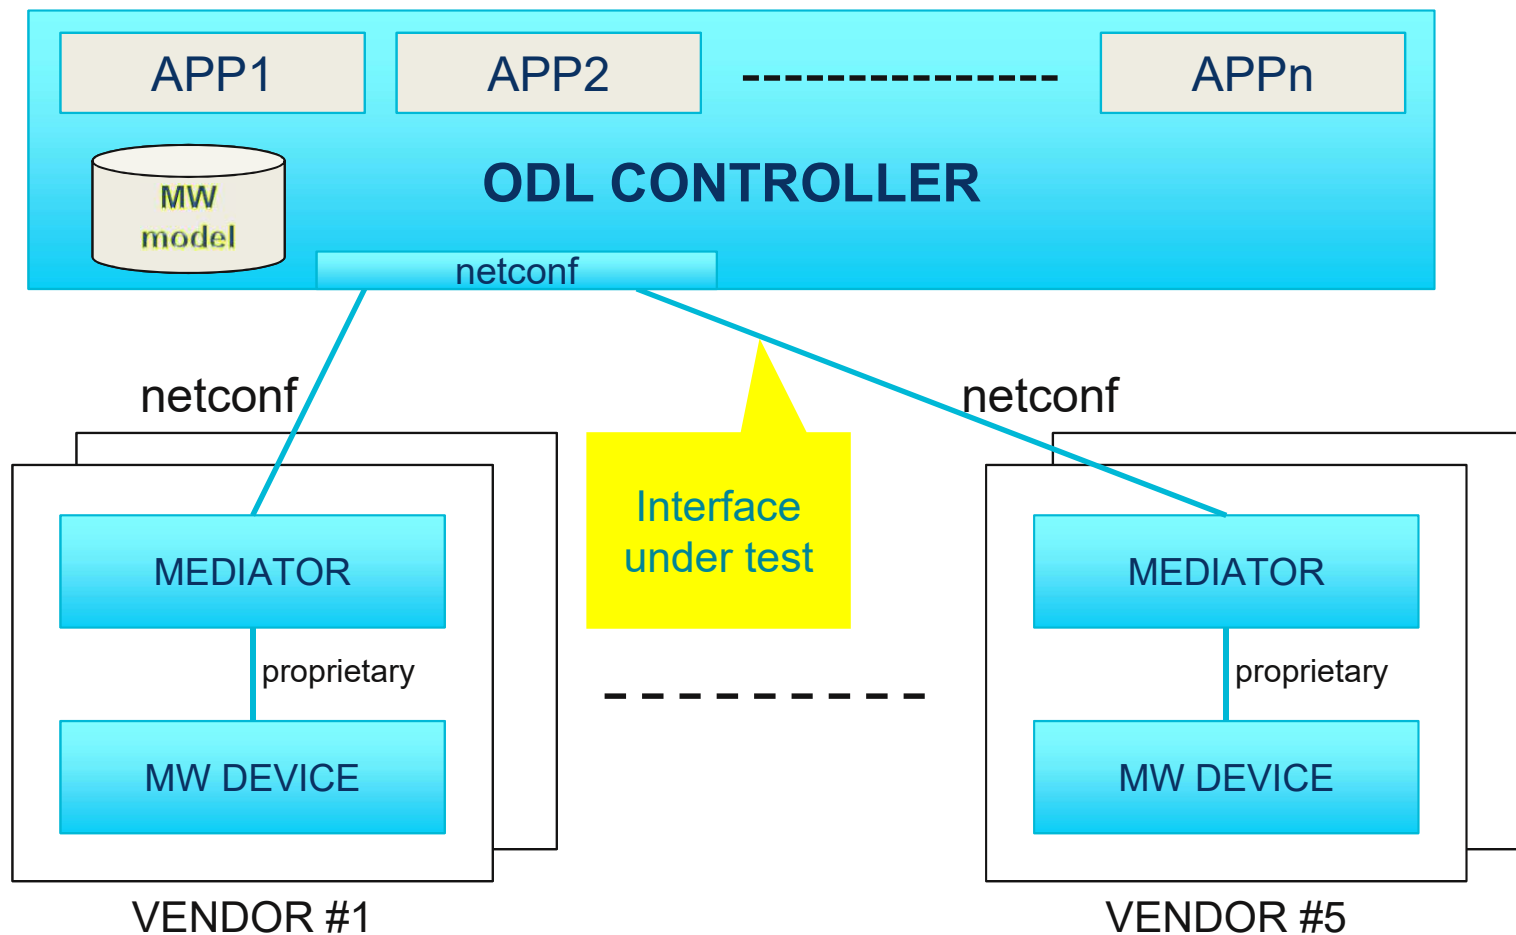 APP1
APP2
APPn
ODL CONTROLLER
MW
model
netconf
netconf
netconf
Interface
under test
MEDIATOR
proprietary
MW DEVICE
VENDOR #1
MEDIATOR
proprietary
MW DEVICE
VENDOR #5